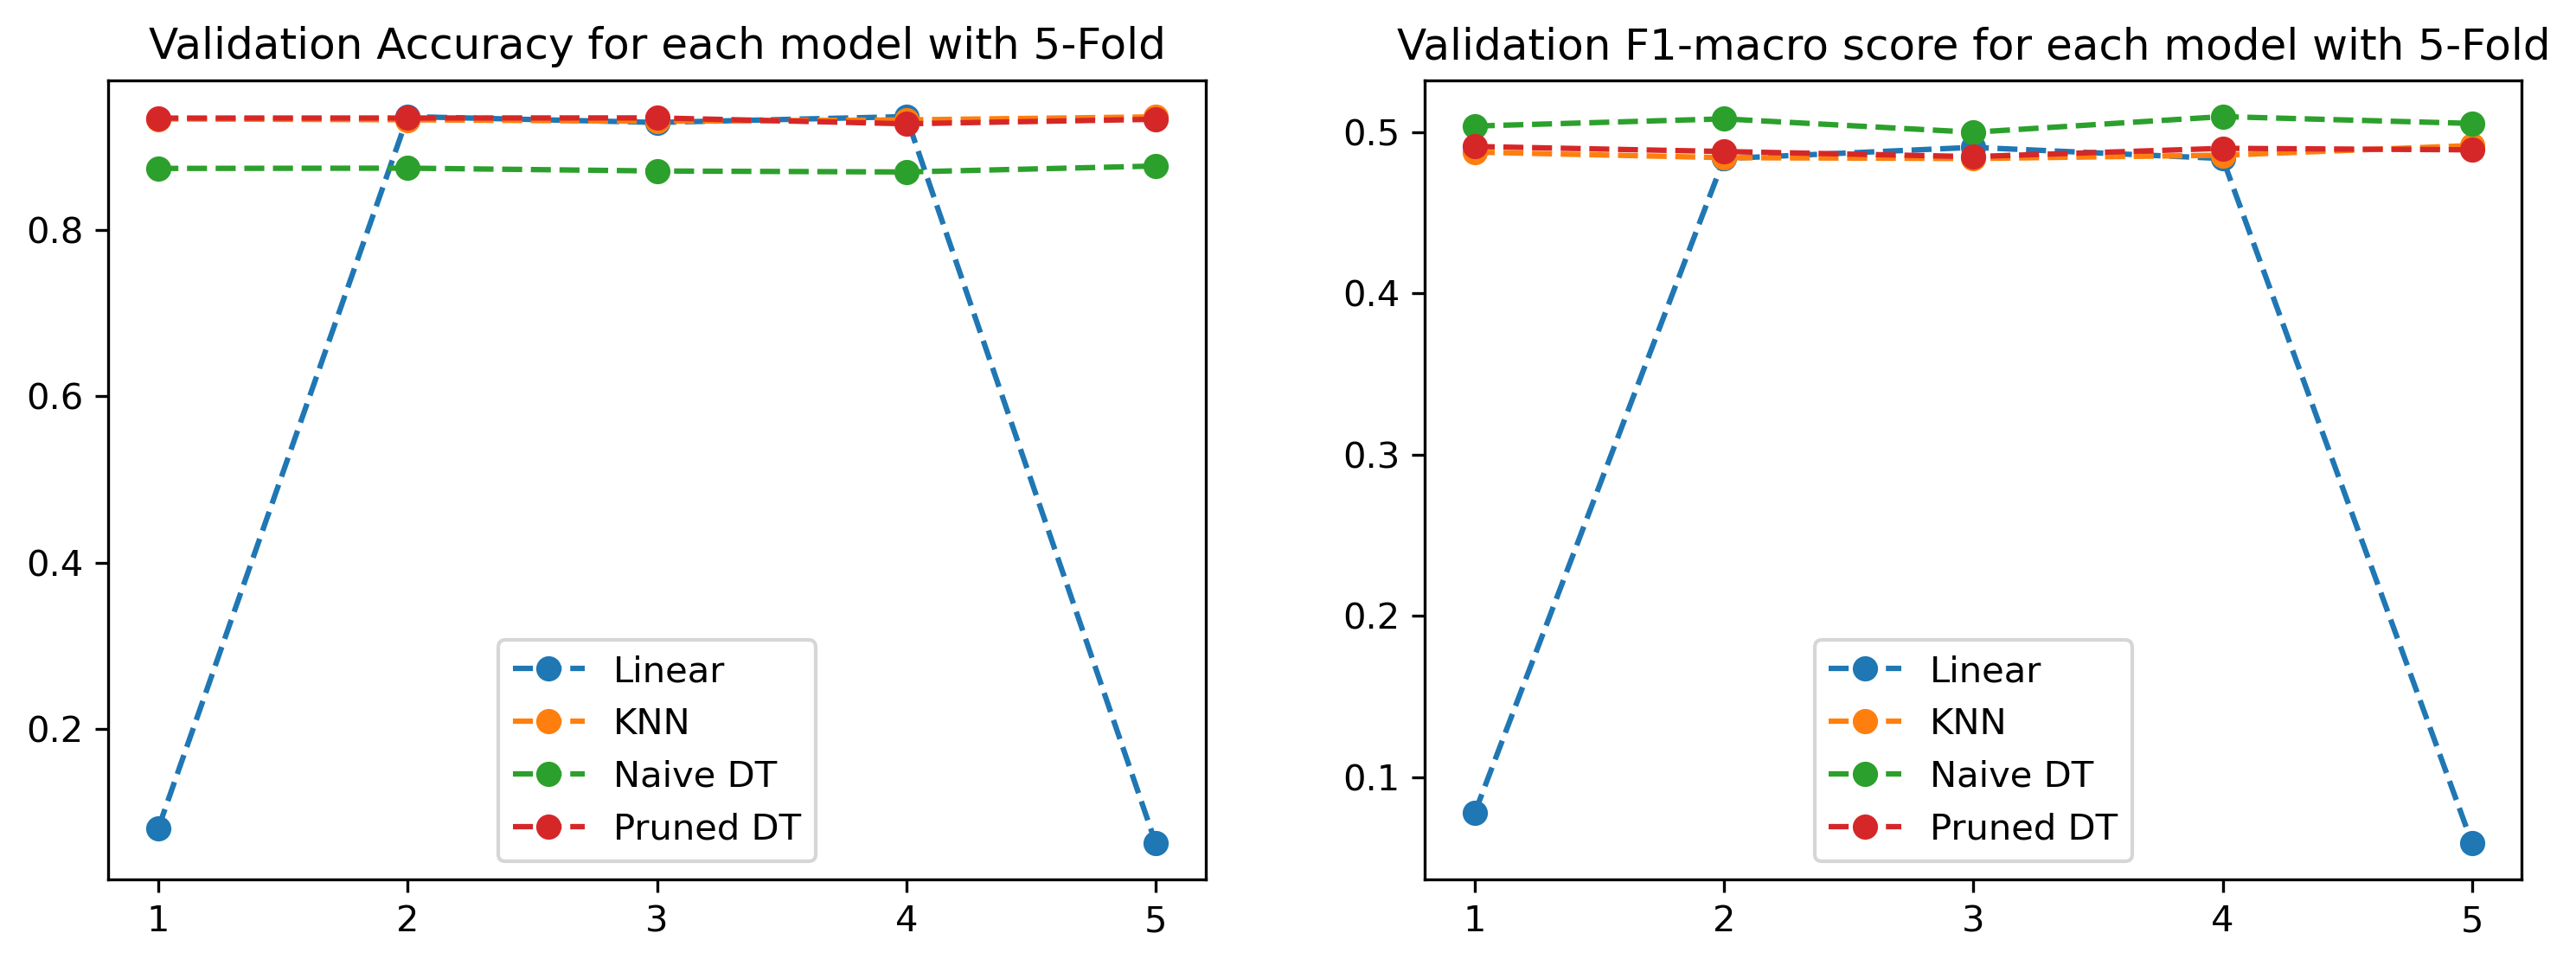 Validation Accuracy for each model with 5-Fold
0.8
0.6
0.4
0.2
1 2 3 4 5
Linear
KNN
Naive DT
Pruned DT
Validation F1-macro score for each model with 5-Fold
0.5
0.4
0.3
0.2
0.1
1 2 3 4 5
Linear
KNN
Naive DT
Pruned DT